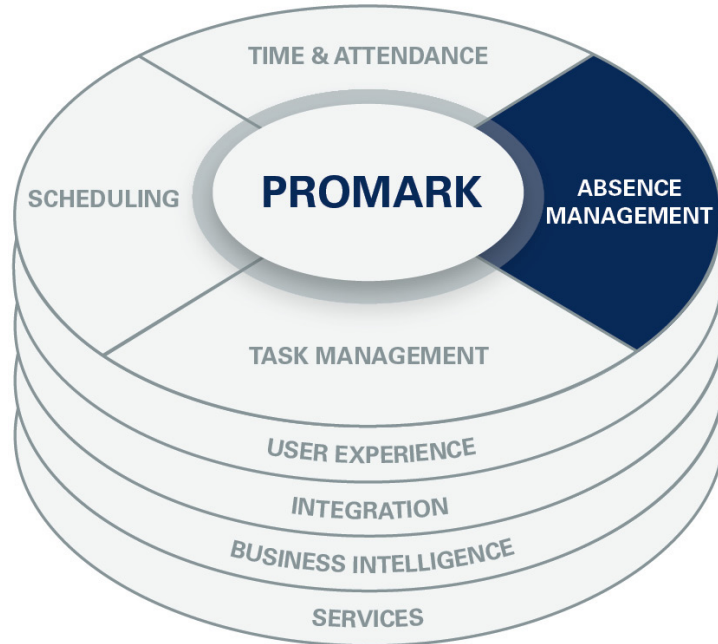 TIME & ATTENDANCE
SCHEDULING
PROMARK
ABSENCE
MANAGEMENT
TASK MANAGEMENT
USER EXPERIENCE
INTEGRATION
BUSINESS INTELLIGENCE
SERVICES